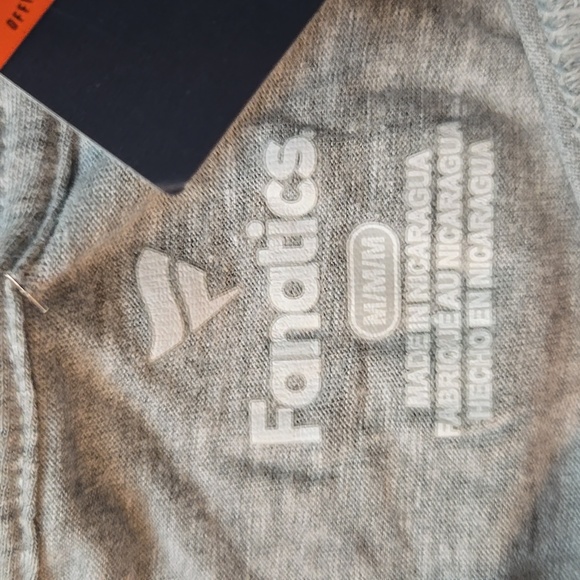 Fanatics
M/M/M
MADE IN NICARAGUA
FABRIQUÉ AU NICARAGUA
HECHO EN NICARAGUA